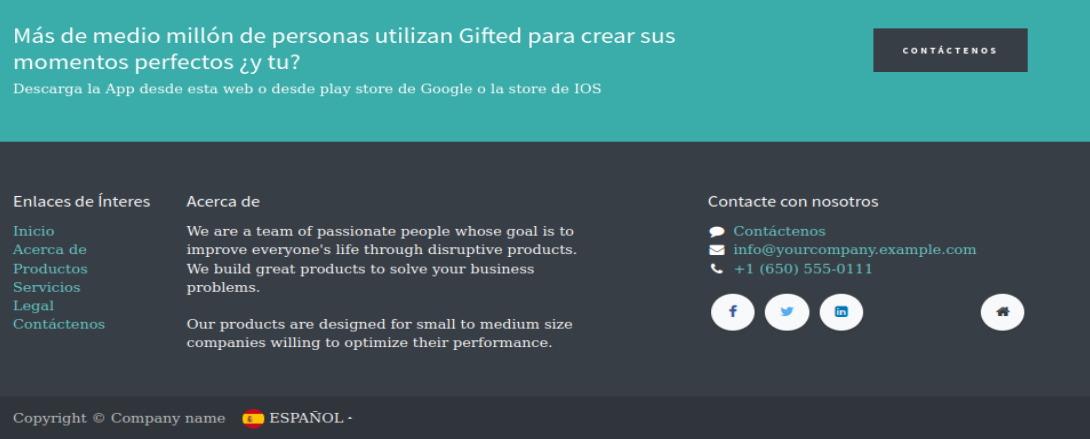 Más de medio millón de personas utilizan Gifted para crear sus
momentos perfectos ¿y tu?
Descarga la App desde esta web o desde play store de Google o la store de IOS
CONTÁCTENOS
Enlaces de Ínteres
Inicio
Acerca de
Productos
Servicios
Legal
Contáctenos
Acerca de
We are a team of passionate people whose goal is to
improve everyone's life through disruptive products.
We build great products to solve your business
problems.
Our products are designed for small to medium size
companies willing to optimize their performance.
Contacte con nosotros
Contáctenos
info@yourcompany.example.com
+1 (650) 555-0111
Copyright © Company name
ESPAÑOL